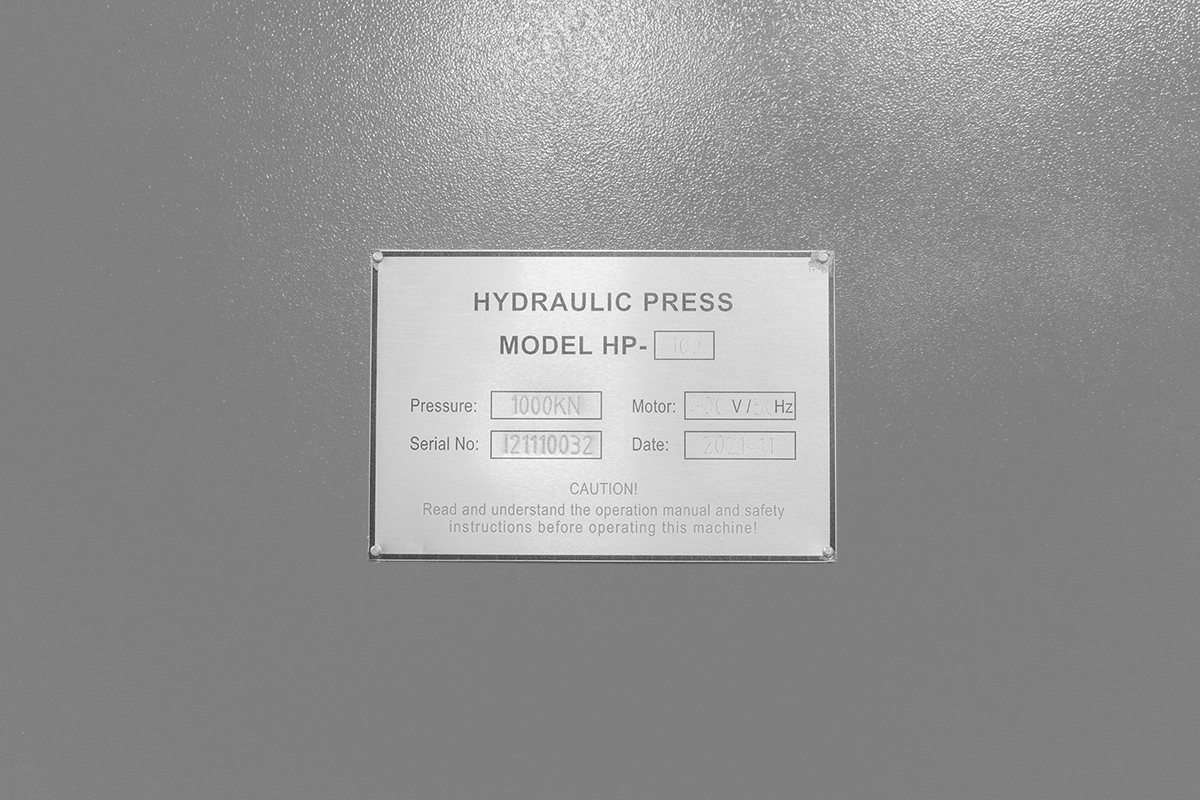 HYDRAULIC PRESS
MODEL HP-100
Pressure: 1000KN Motor: V / Hz
Serial No: I21110032 Date: 2021-11
CAUTION!
Read and understand the operation manual and safety
instructions before operating this machine!